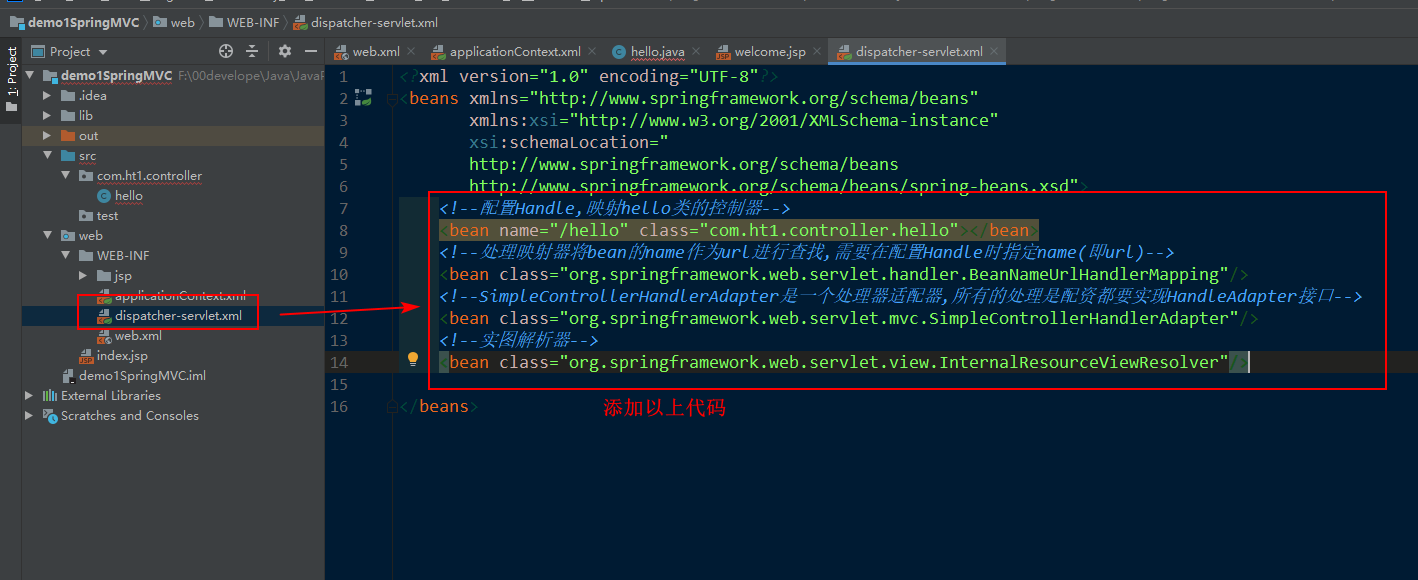 demo1SpringMVC web WEB-INF dispatcher-servlet.xml
1: Project
Project
web.xml applicationContext.xml hello.java welcome.jsp dispatcher-servlet.xml
demo1SpringMVC F:\00develope\Java\JavaP
.idea
lib
out
src
com.ht1.controller
hello
test
web
WEB-INF
jsp
applicationContext.xml
dispatcher-servlet.xml
web.xml
index.jsp
demo1SpringMVC.iml
External Libraries
Scratches and Consoles
1 <?xml version="1.0" encoding="UTF-8"?>
2 <beans xmlns="http://www.springframework.org/schema/beans"
3 xmlns:xsi="http://www.w3.org/2001/XMLSchema-instance"
4 xsi:schemaLocation="
5 http://www.springframework.org/schema/beans
6 http://www.springframework.org/schema/beans/spring-beans.xsd">
7 <!--配置Handle,映射hello类的控制器-->
8 <bean name="/hello" class="com.ht1.controller.hello"></bean>
9 <!--处理映射器将bean的name作为url进行查找,需要在配置Handle时指定name(即url)-->
10 <bean class="org.springframework.web.servlet.handler.BeanNameUrlHandlerMapping"/>
11 <!--SimpleControllerHandlerAdapter是一个处理器适配器,所有的处理是配资都要实现HandleAdapter接口-->
12 <bean class="org.springframework.web.servlet.mvc.SimpleControllerHandlerAdapter"/>
13 <!--实图解析器-->
14 <bean class="org.springframework.web.servlet.view.InternalResourceViewResolver"/>
15
16 </beans>
添加以上代码